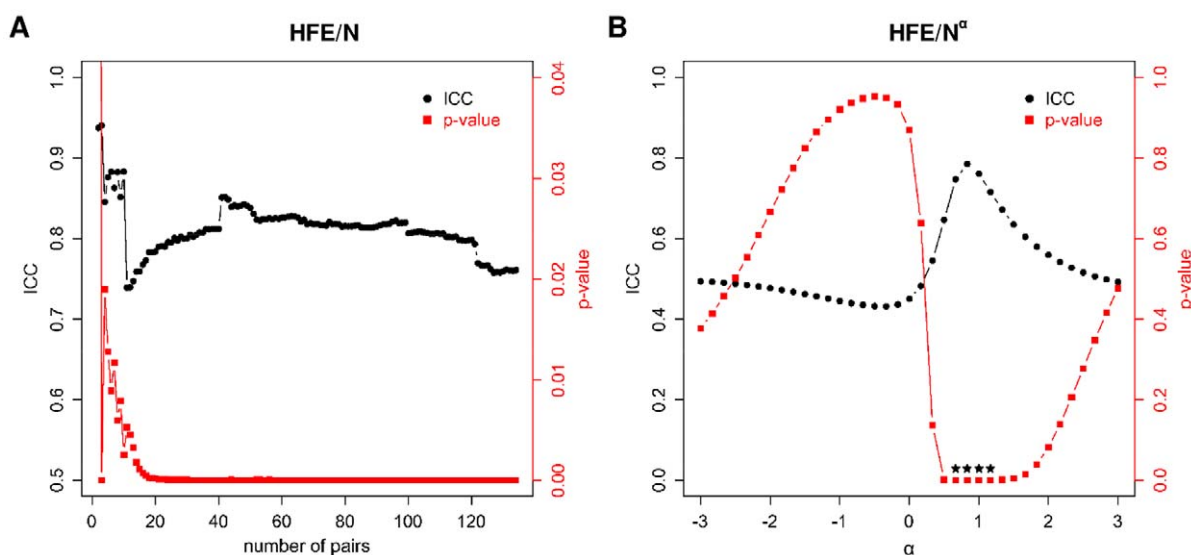 A
HFE/N
ICC
p-value
1.0
0.9
0.8
0.7
0.6
0.5
ICC
0.04
0.03
0.02
0.01
0.00
p-value
0 20 40 60 80 100 120
number of pairs
B
HFE/N^α
ICC
p-value
1.0
0.8
0.6
0.4
0.2
0.0
ICC
1.0
0.8
0.6
0.4
0.2
0.0
p-value
-3 -2 -1 0 1 2 3
α